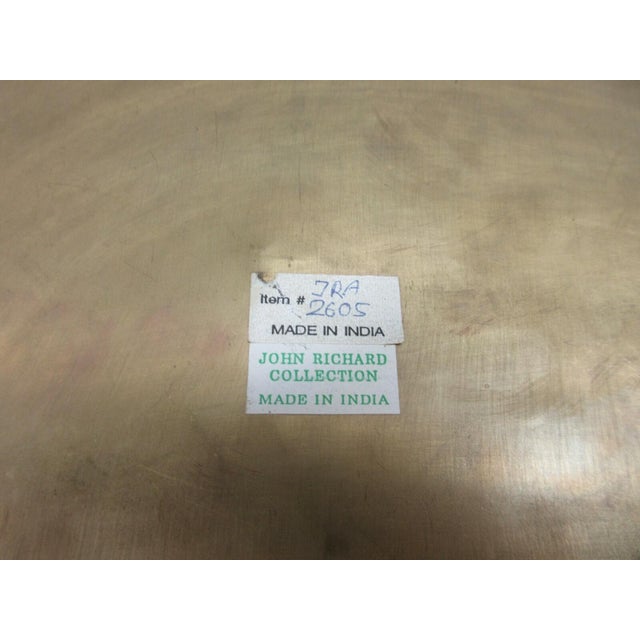 Item # JRA
2605
MADE IN INDIA
JOHN RICHARD
COLLECTION
MADE IN INDIA